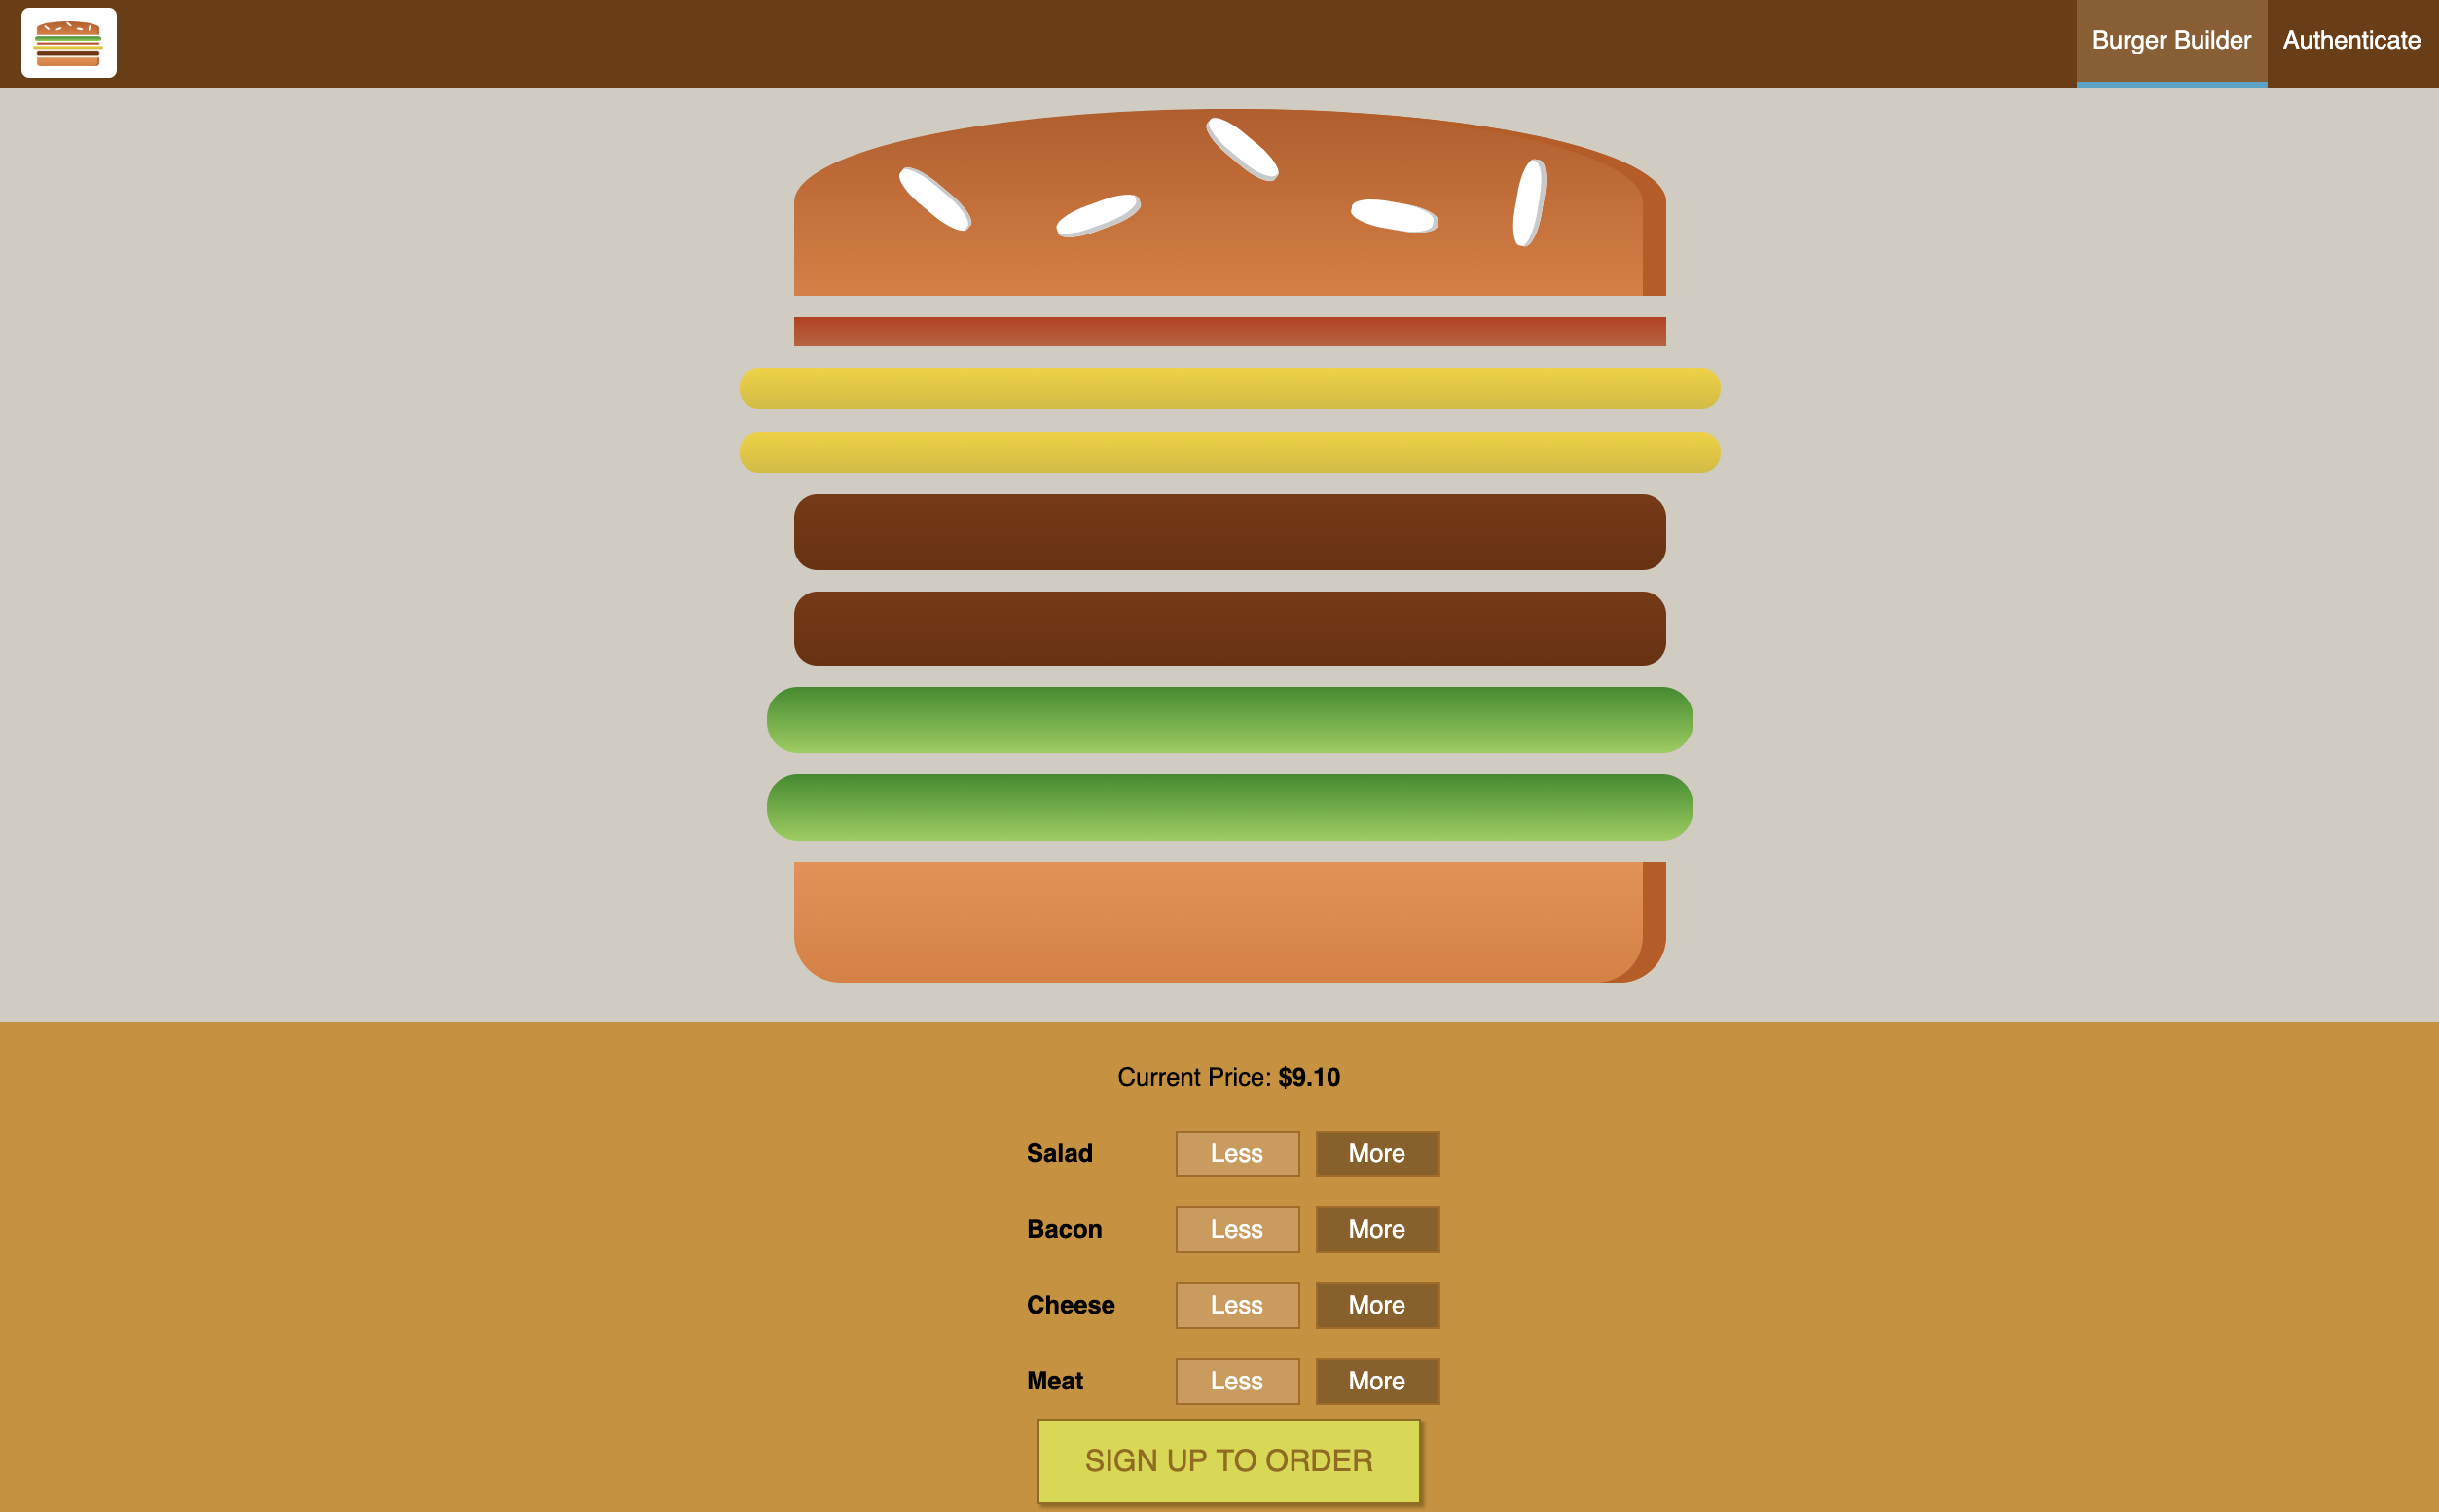 Burger Builder Authenticate
Current Price: $9.10
Salad Less More
Bacon Less More
Cheese Less More
Meat Less More
SIGN UP TO ORDER